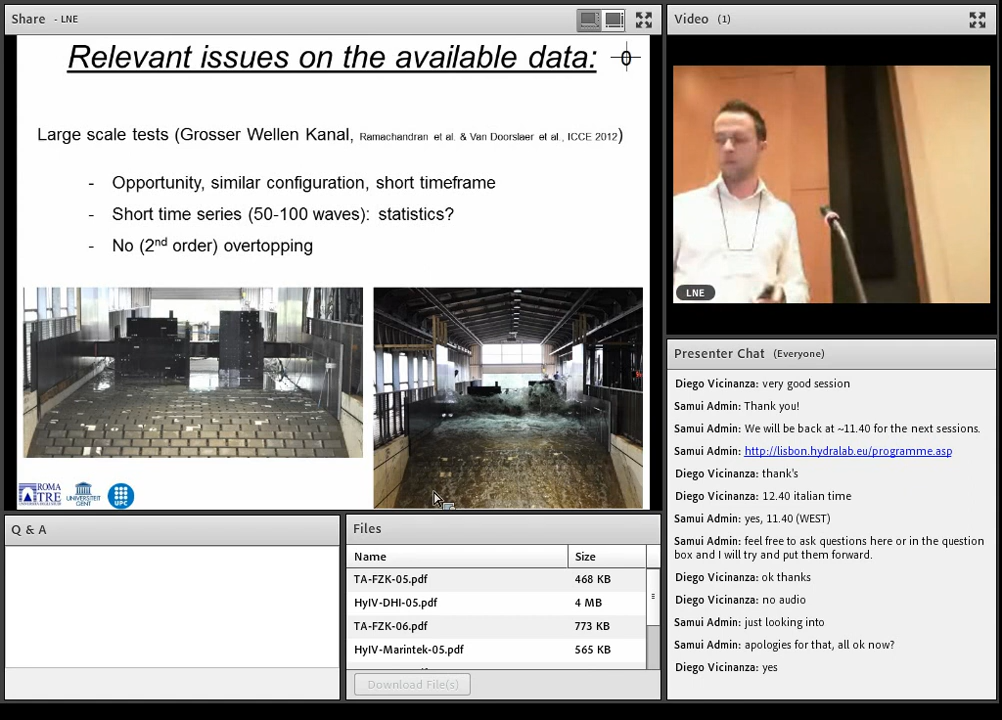 Share - LNE
Relevant issues on the available data:
Large scale tests (Grosser Wellen Kanal, Ramachandran et al. & Van Doorslaer et al., ICCE 2012)
- Opportunity, similar configuration, short timeframe
- Short time series (50-100 waves): statistics?
- No (2nd order) overtopping
ROMA
TRE
UNIVERSITEIT
GENT
UPC
Video (1)
LNE
Presenter Chat (Everyone)
Diego Vicinanza: very good session
Samui Admin: Thank you!
Samui Admin: We will be back at ~11.40 for the next sessions.
Samui Admin: http://lisbon.hydralab.eu/programme.asp
Diego Vicinanza: thank's
Diego Vicinanza: 12.40 italian time
Samui Admin: yes, 11.40 (WEST)
Samui Admin: feel free to ask questions here or in the question
box and I will try and put them forward.
Diego Vicinanza: ok thanks
Diego Vicinanza: no audio
Samui Admin: just looking into
Samui Admin: apologies for that, all ok now?
Diego Vicinanza: yes
Q & A
Files
Name Size
TA-FZK-05.pdf 468 KB
HyIV-DHI-05.pdf 4 MB
TA-FZK-06.pdf 773 KB
HyIV-Marintek-05.pdf 565 KB
Download File(s)